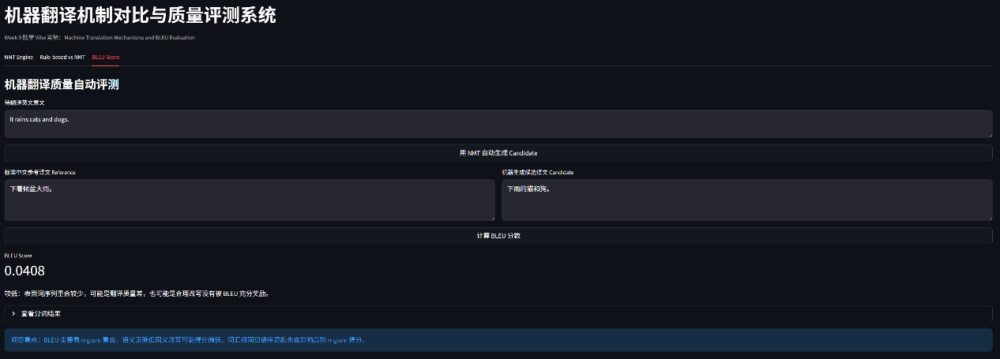 机器翻译机制对比与质量评测系统
Week 9 随堂 Vibe 实验：Machine Translation Mechanisms and BLEU Evaluation
NMT Engine Rule-based vs NMT BLEU Score
机器翻译质量自动评测
待翻译英文原文
It rains cats and dogs.
用 NMT 自动生成 Candidate
标准中文参考译文 Reference 机器生成候选译文 Candidate
下着倾盆大雨。 下雨的猫和狗。
计算 BLEU 分数
BLEU Score
0.0408
较低：表面词序列重合较少，可能是翻译质量差，也可能是合理改写没有被 BLEU 充分奖励。
查看分词结果
观察重点：BLEU 主要看 n-gram 重合。语义正确但同义改写可能得分偏低，词汇相同但语序混乱也会影响高阶 n-gram 得分。